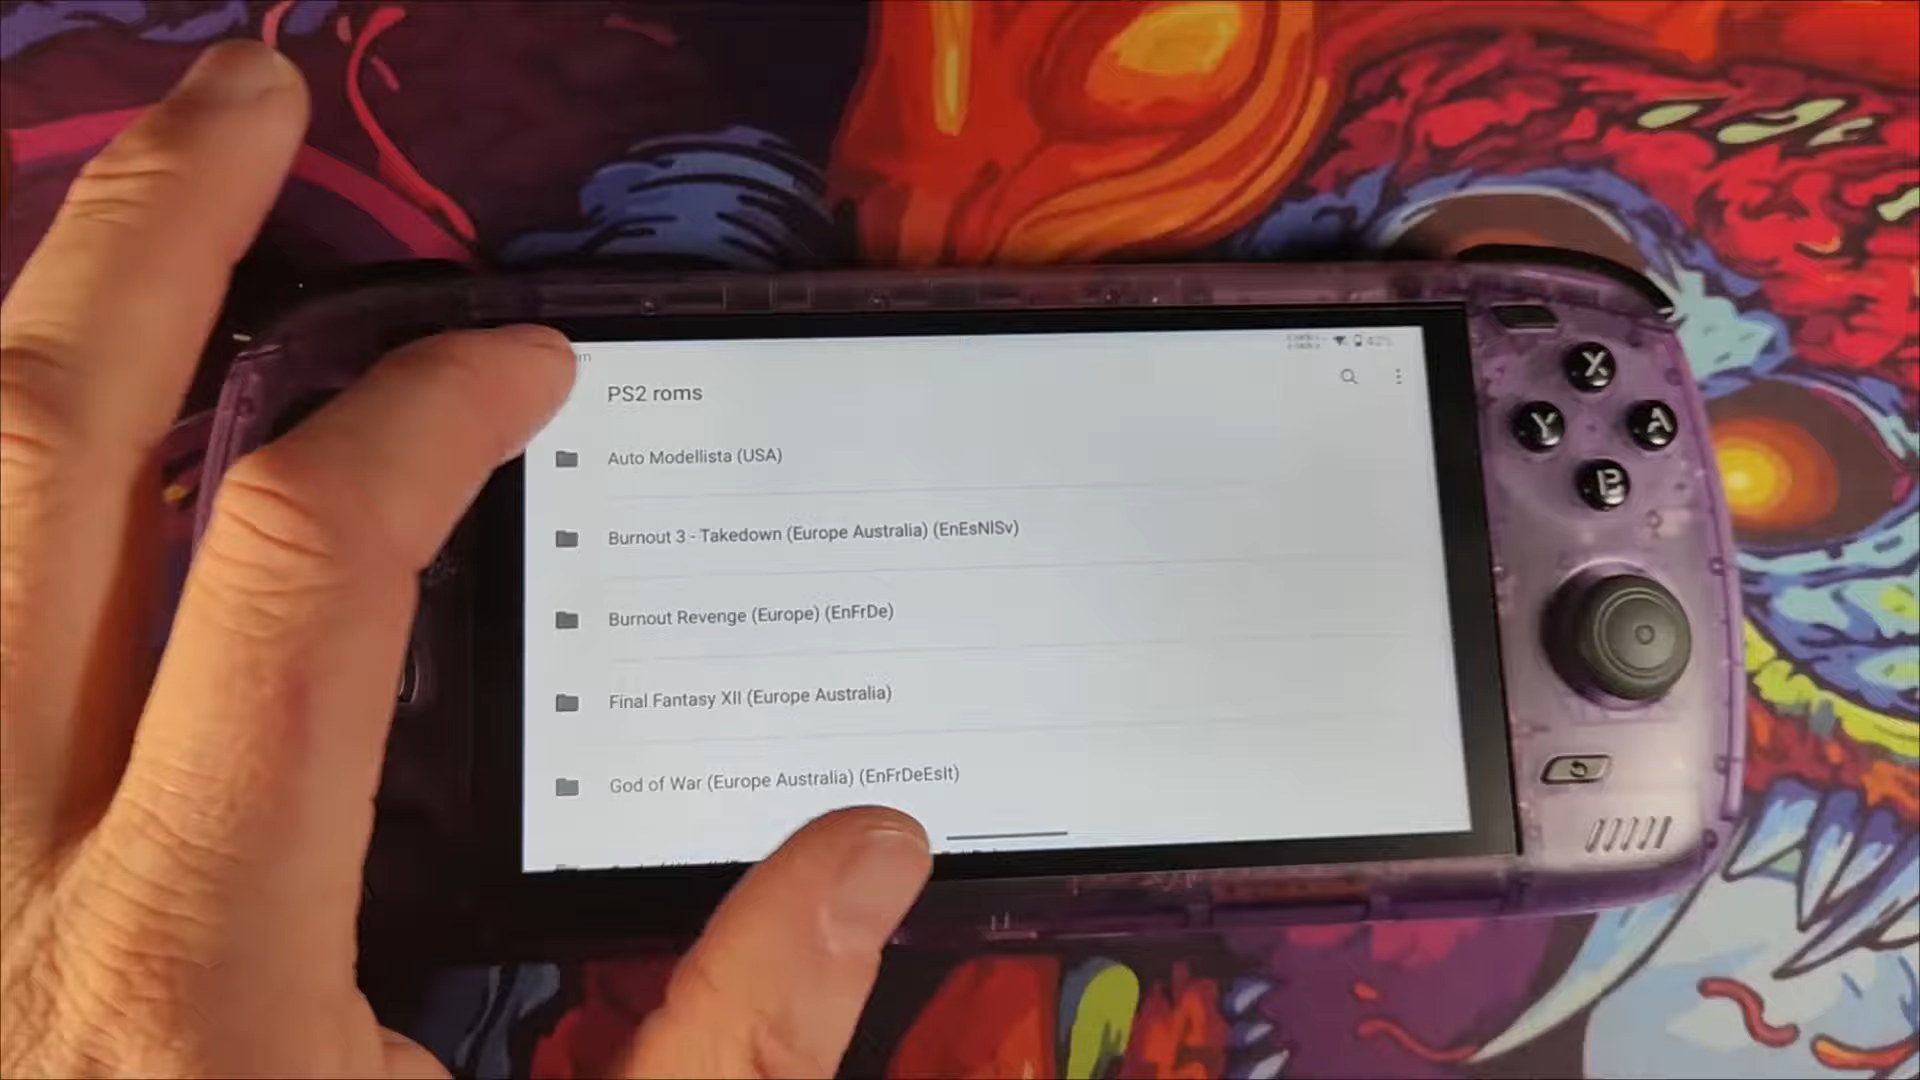 42%
PS2 roms
Auto Modellista (USA)
Burnout 3 - Takedown (Europe Australia) (EnEsNlSv)
Burnout Revenge (Europe) (EnFrDe)
Final Fantasy XII (Europe Australia)
God of War (Europe Australia) (EnFrDeEsIt)
X
Y
A
B